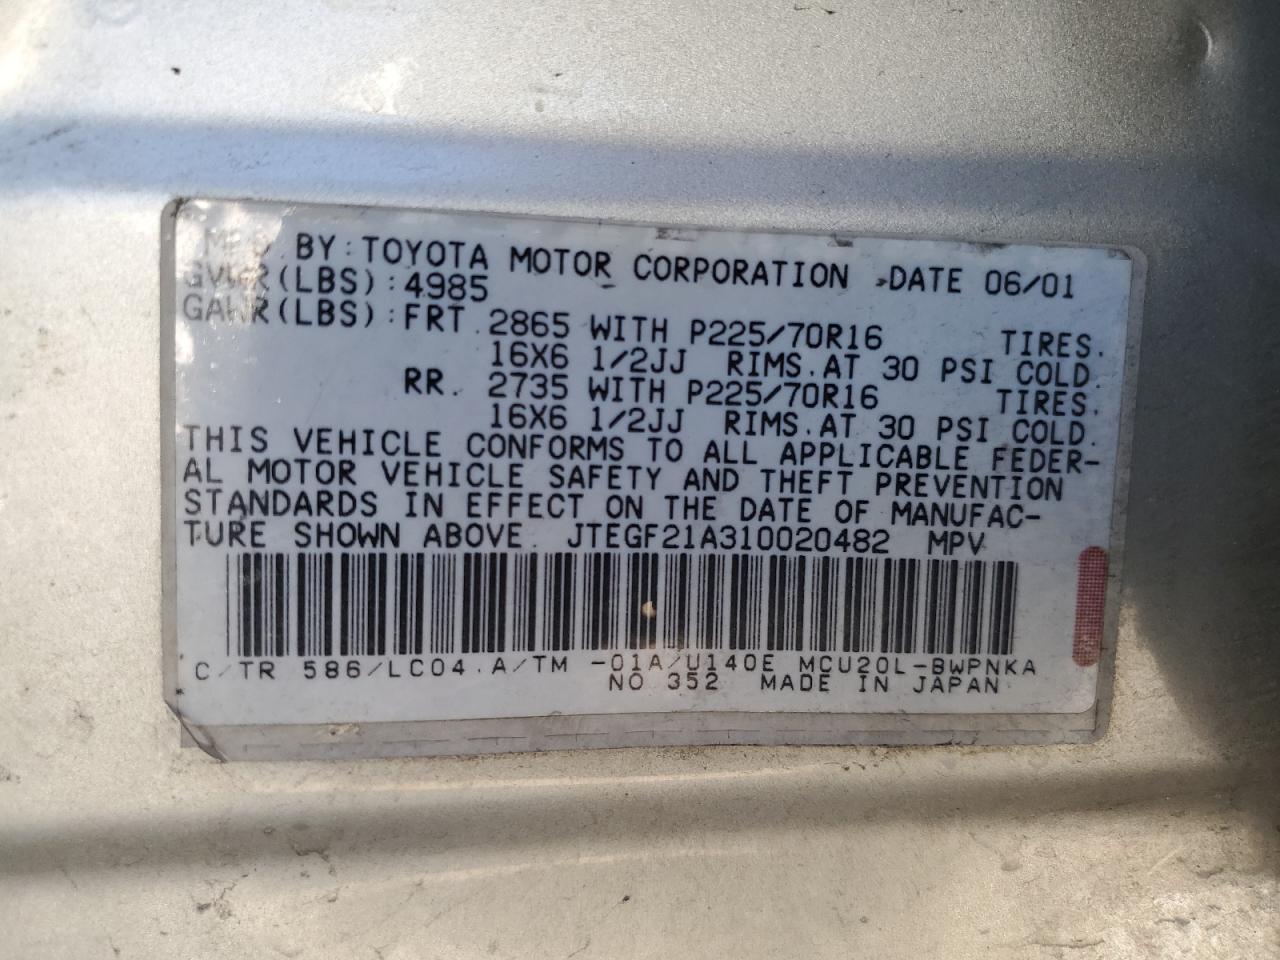 MFD. BY:TOYOTA MOTOR CORPORATION DATE 06/01
GVWR(LBS):4985
GAWR(LBS):FRT. 2865 WITH P225/70R16 TIRES.
16X6 1/2JJ RIMS.AT 30 PSI COLD.
RR. 2735 WITH P225/70R16 TIRES.
16X6 1/2JJ RIMS.AT 30 PSI COLD.
THIS VEHICLE CONFORMS TO ALL APPLICABLE FEDER-
AL MOTOR VEHICLE SAFETY AND THEFT PREVENTION
STANDARDS IN EFFECT ON THE DATE OF MANUFAC-
TURE SHOWN ABOVE. JTEGF21A310020482 MPV
C/TR 586/LC04.A/TM -01A/U140E MCU20L-BWPNKA
NO 352 MADE IN JAPAN